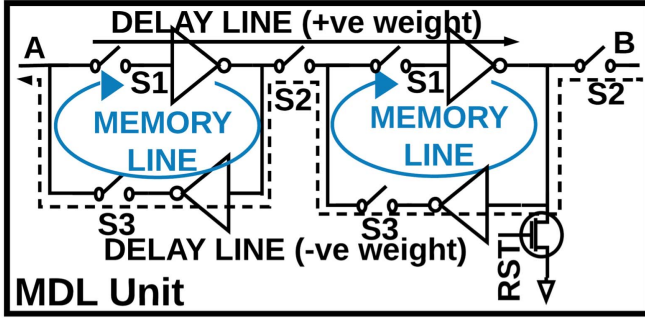 DELAY LINE (+ve weight)
A
B
S1
S2
S1
S2
MEMORY
LINE
MEMORY
LINE
S3
S3
DELAY LINE (-ve weight)
RST
MDL Unit